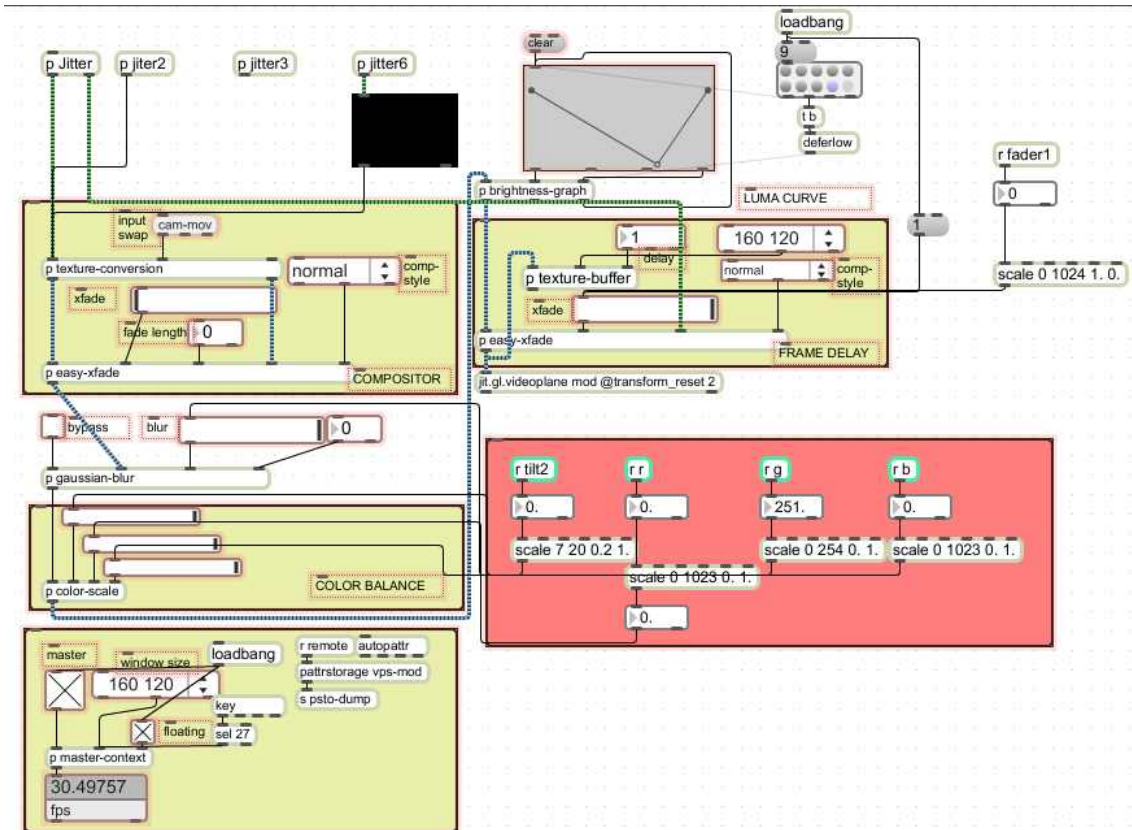 loadbang
clear
9
p Jitter
p jiter2
p jitter3
p jitter6
t b
deferlow
r fader1
p brightness-graph
LUMA CURVE
0
input
swap
cam-mov
1
160 120
1
delay
p texture-conversion
normal
comp-
style
p texture-buffer
normal
comp-
style
scale 0 1024 1. 0.
xfade
xfade
fade length
0
p easy-xfade
FRAME DELAY
p easy-xfade
COMPOSITOR
jit.gl.videoplane mod @transform_reset 2
bypass
blur
0
p gaussian-blur
r tilt2
r r
r g
r b
0.
0.
251.
0.
scale 7 20 0.2 1.
scale 0 254 0. 1.
scale 0 1023 0. 1.
scale 0 1023 0. 1.
COLOR BALANCE
p color-scale
0.
master
window size
loadbang
r remote
autopattr
160 120
pattrstorage vps-mod
key
s psto-dump
floating
sel 27
p master-context
30.49757
fps